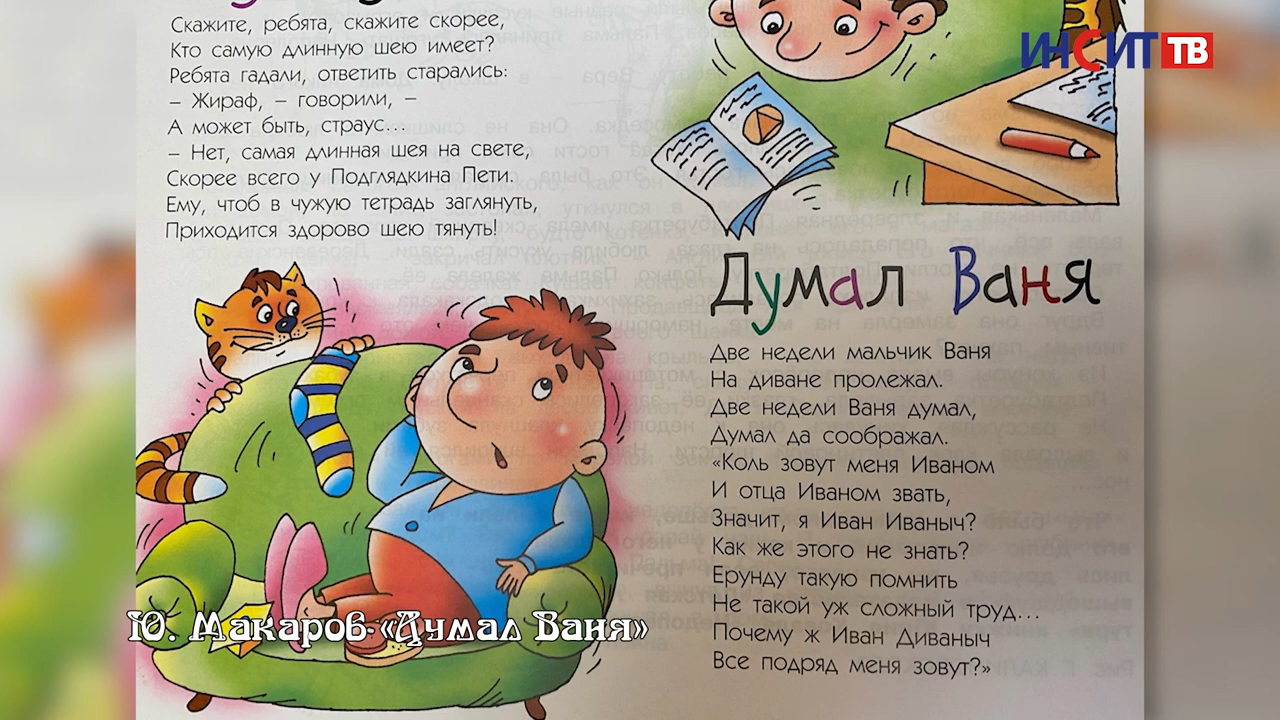 Скажите, ребята, скажите скорее,
Кто самую длинную шею имеет?
Ребята гадали, ответить старались:
– Жираф, – говорили, –
А может быть, страус...
– Нет, самая длинная шея на свете,
Скорее всего у Подглядкина Пети.
Ему, чтоб в чужую тетрадь заглянуть,
Приходится здорово шею тянуть!
ИНСИТ ТВ
Думал Ваня
Две недели мальчик Ваня
На диване пролежал.
Две недели Ваня думал,
Думал да соображал.
«Коль зовут меня Иваном
И отца Иваном звать,
Значит, я Иван Иваныч?
Как же этого не знать?
Ерунду такую помнить
Не такой уж сложный труд...
Почему ж Иван Диваныч
Все подряд меня зовут?»
Ю. Макаров «Думал Ваня»